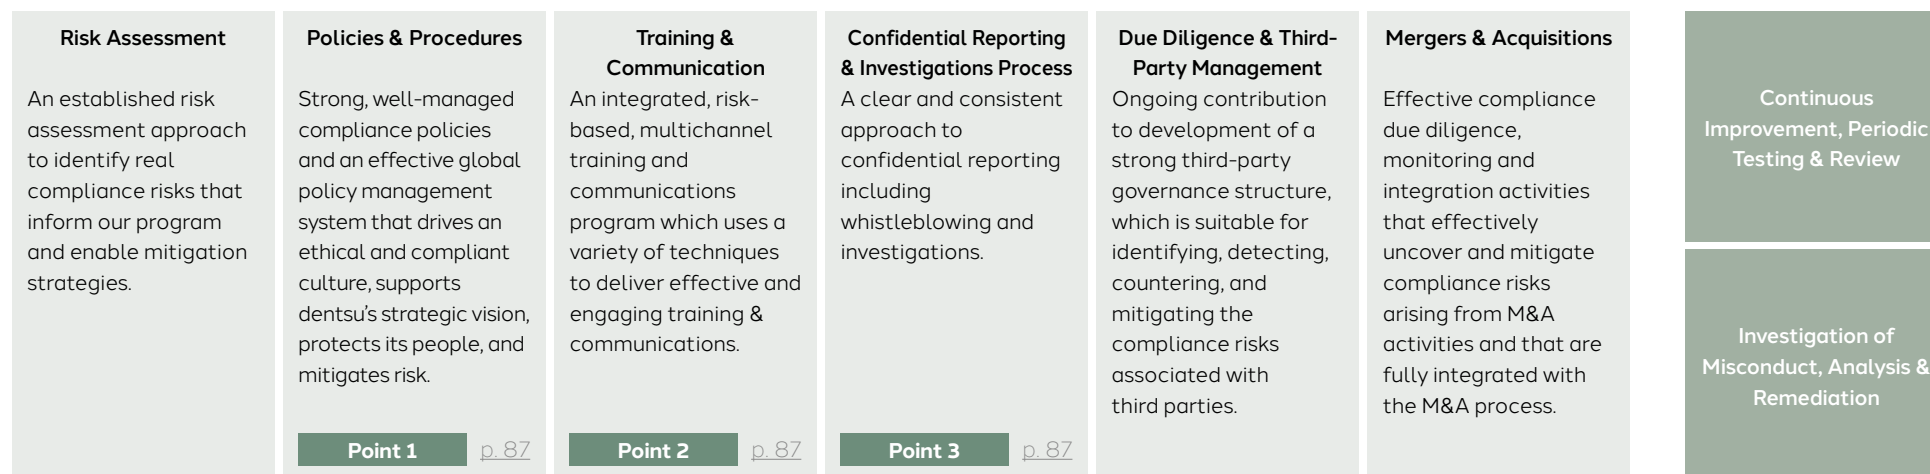 Risk Assessment
An established risk
assessment approach
to identify real
compliance risks that
inform our program
and enable mitigation
strategies.
Policies & Procedures
Strong, well-managed
compliance policies
and an effective global
policy management
system that drives an
ethical and compliant
culture, supports
dentsu’s strategic vision,
protects its people, and
mitigates risk.
Point 1 p. 87
Training &
Communication
An integrated, risk-
based, multichannel
training and
communications
program which uses a
variety of techniques
to deliver effective and
engaging training &
communications.
Point 2 p. 87
Confidential Reporting
& Investigations Process
A clear and consistent
approach to
confidential reporting
including
whistleblowing and
investigations.
Point 3 p. 87
Due Diligence & Third-
Party Management
Ongoing contribution
to development of a
strong third-party
governance structure,
which is suitable for
identifying, detecting,
countering, and
mitigating the
compliance risks
associated with
third parties.
Mergers & Acquisitions
Effective compliance
due diligence,
monitoring and
integration activities
that effectively
uncover and mitigate
compliance risks
arising from M&A
activities and that are
fully integrated with
the M&A process.
Continuous
Improvement, Periodic
Testing & Review
Investigation of
Misconduct, Analysis &
Remediation